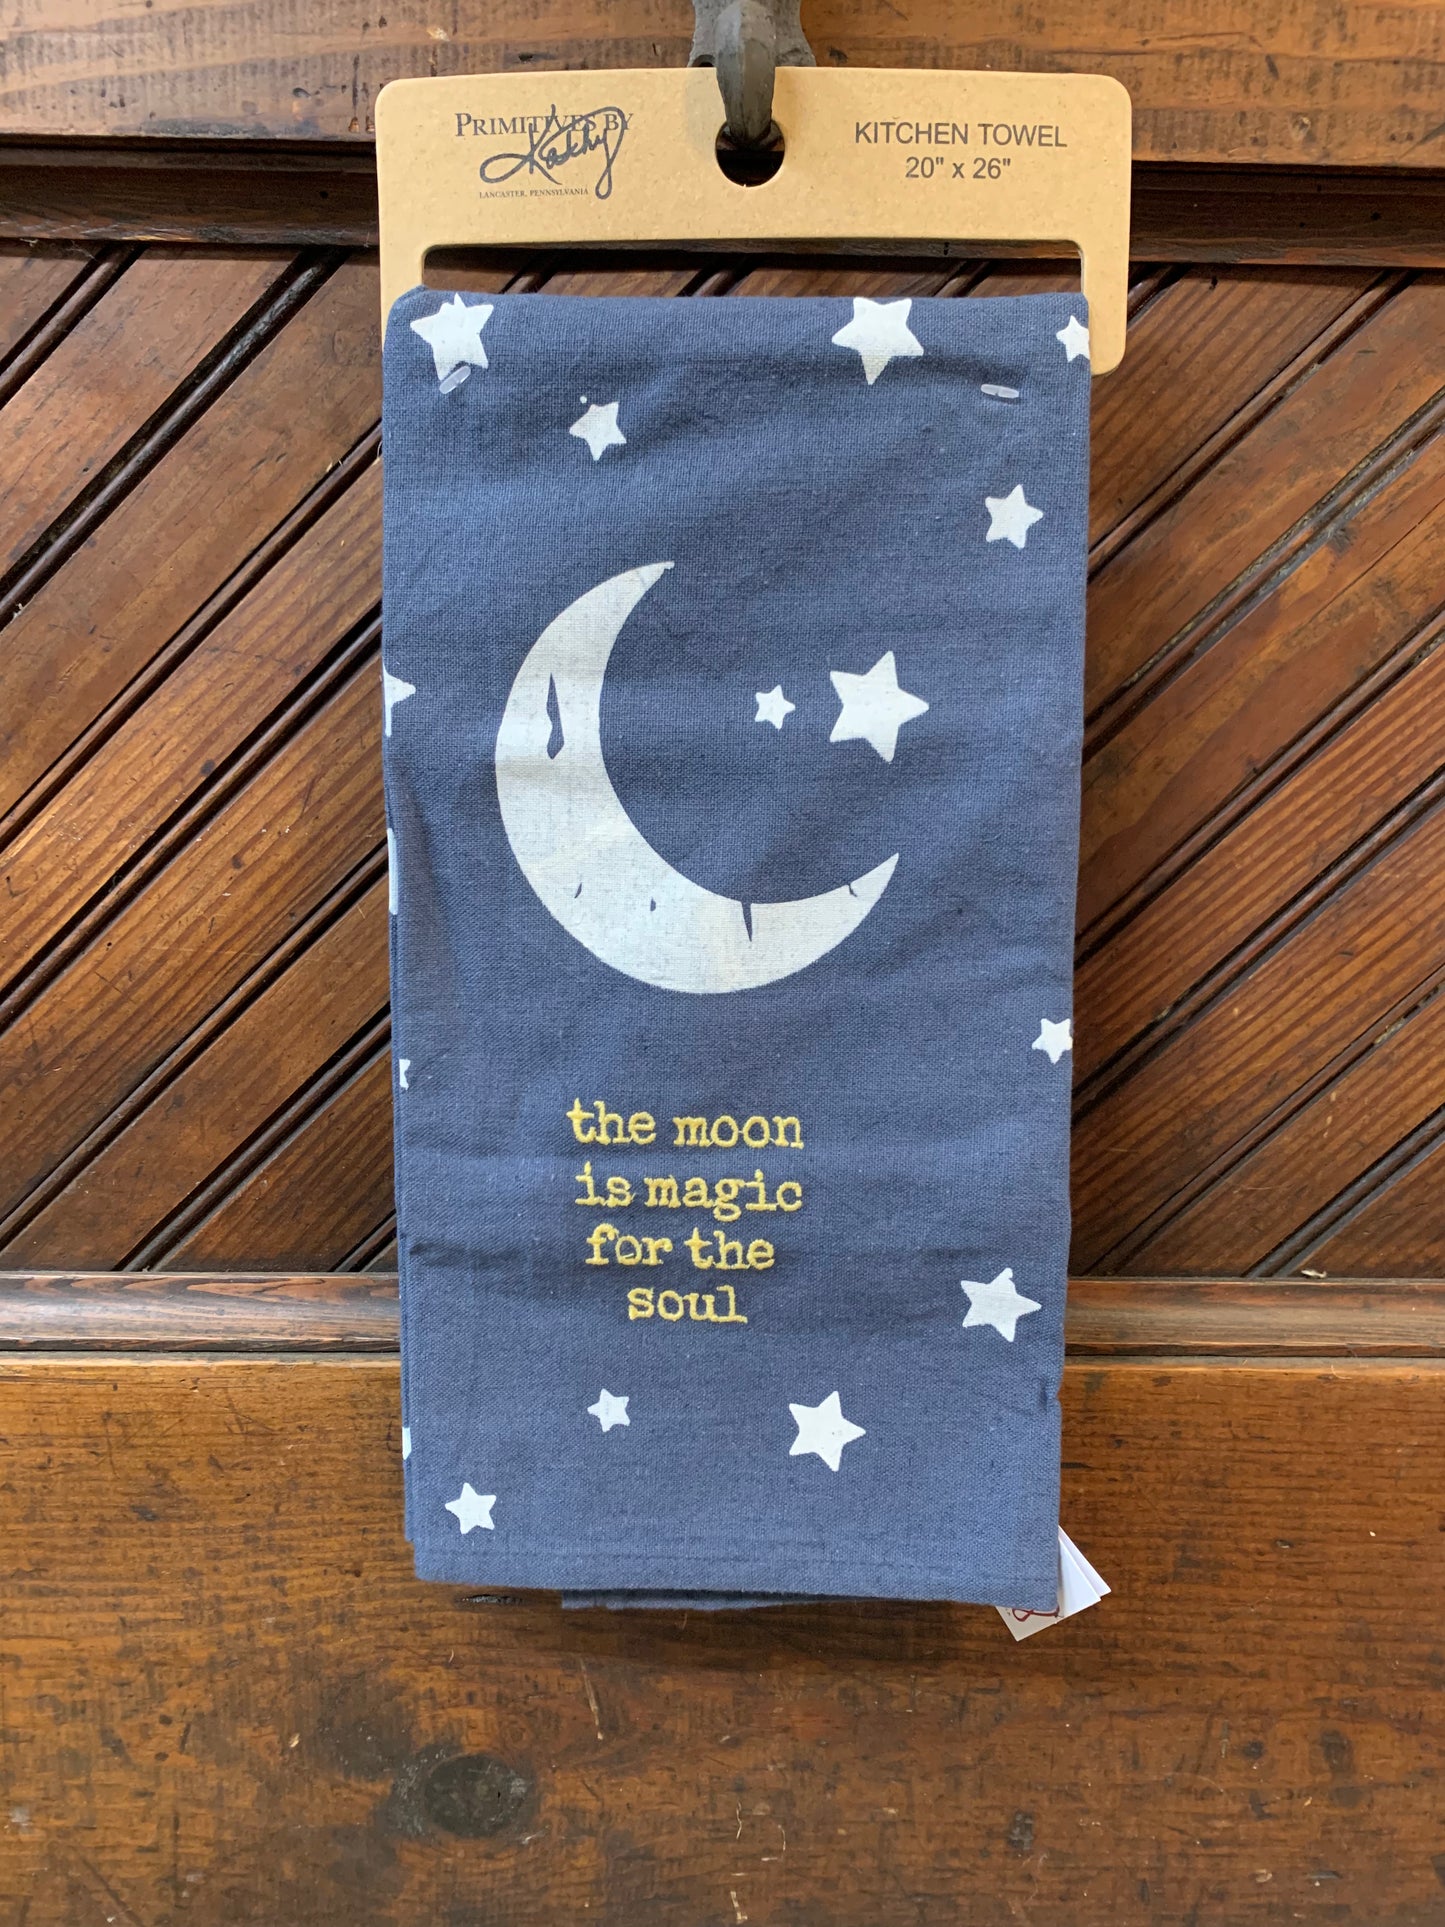 PRIMITIVES BY
Kathy
LANCASTER, PENNSYLVANIA
KITCHEN TOWEL
20" x 26"
the moon
is magic
for the
soul